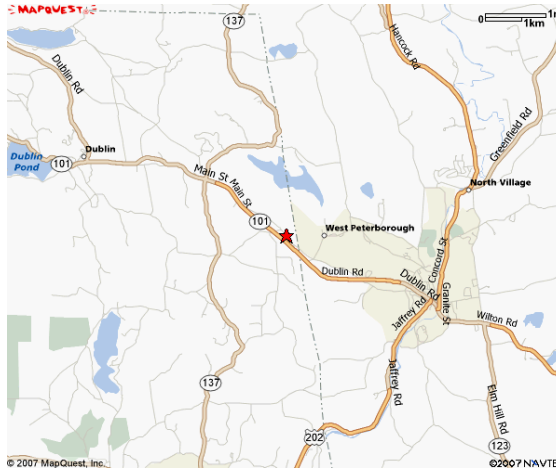 MAPQUEST
137
0
1km
Hancock Rd
Dublin Rd
Greenfield Rd
Dublin
Dublin
Pond
101
Main St Main St
North Village
101
West Peterborough
Concord St
Dublin Rd
Dublin Rd
Granite St
Jaffrey Rd
Wilton Rd
Jaffrey Rd
137
Elm Hill Rd
202
123
© 2007 MapQuest, Inc.
©2007 NAVTE